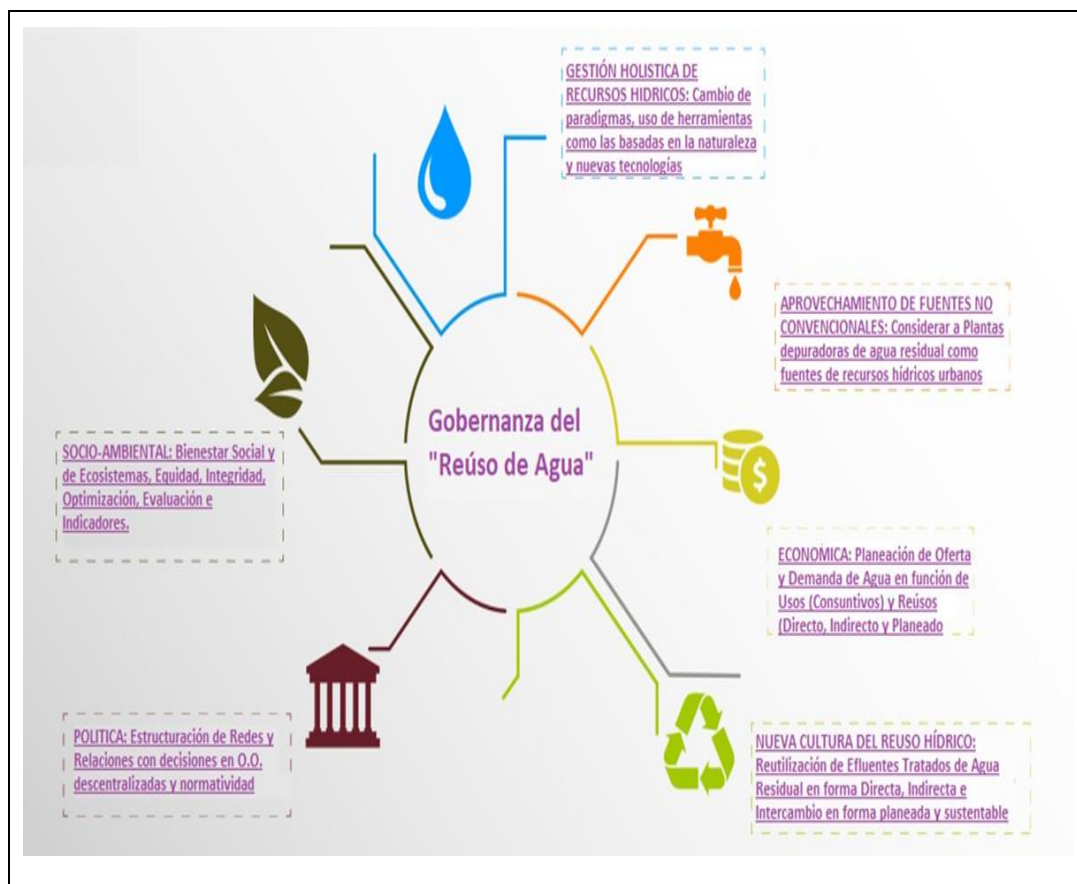 GESTIÓN HOLISTICA DE
RECURSOS HIDRICOS: Cambio de
paradigmas, uso de herramientas
como las basadas en la naturaleza
y nuevas tecnologías
APROVECHAMIENTO DE FUENTES NO
CONVENCIONALES: Considerar a Plantas
depuradoras de agua residual como
fuentes de recursos hídricos urbanos
Gobernanza del
"Reúso de Agua"
SOCIO-AMBIENTAL: Bienestar Social y
de Ecosistemas, Equidad, Integridad,
Optimización, Evaluación e
Indicadores.
$
ECONÓMICA: Planeación de Oferta
y Demanda de Agua en función de
Usos (Consuntivos) y Reúsos
(Directo, Indirecto y Planeado
POLITICA: Estructuración de Redes y
Relaciones con decisiones en O.O.
descentralizadas y normatividad
NUEVA CULTURA DEL REUSO HÍDRICO:
Reutilización de Efluentes Tratados de Agua
Residual en forma Directa, Indirecta e
Intercambio en forma planeada y sustentable